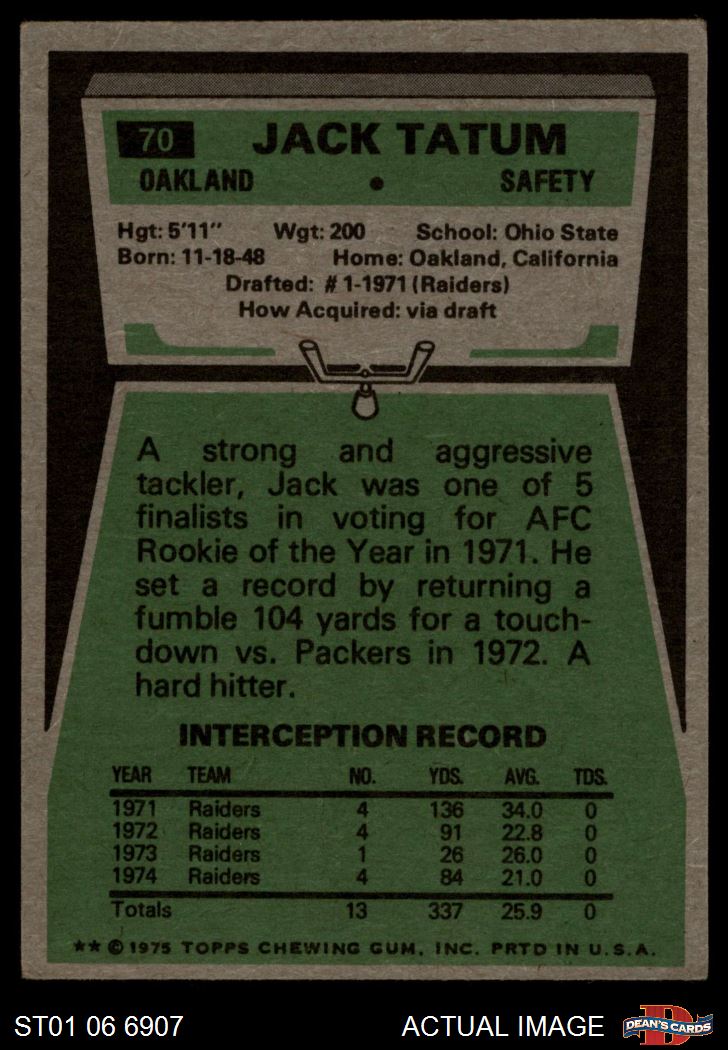 70 JACK TATUM
OAKLAND • SAFETY
Hgt: 5'11" Wgt: 200 School: Ohio State
Born: 11-18-48 Home: Oakland, California
Drafted: # 1-1971 (Raiders)
How Acquired: via draft
A strong and aggressive
tackler, Jack was one of 5
finalists in voting for AFC
Rookie of the Year in 1971. He
set a record by returning a
fumble 104 yards for a touch-
down vs. Packers in 1972. A
hard hitter.
INTERCEPTION RECORD
YEAR TEAM NO. YDS. AVG. TDS.
1971 Raiders 4 136 34.0 0
1972 Raiders 4 91 22.8 0
1973 Raiders 1 26 26.0 0
1974 Raiders 4 84 21.0 0
Totals 13 337 25.9 0
** © 1975 TOPPS CHEWING GUM, INC. PRTD IN U.S.A.
ST01 06 6907 ACTUAL IMAGE D DEAN'S CARDS